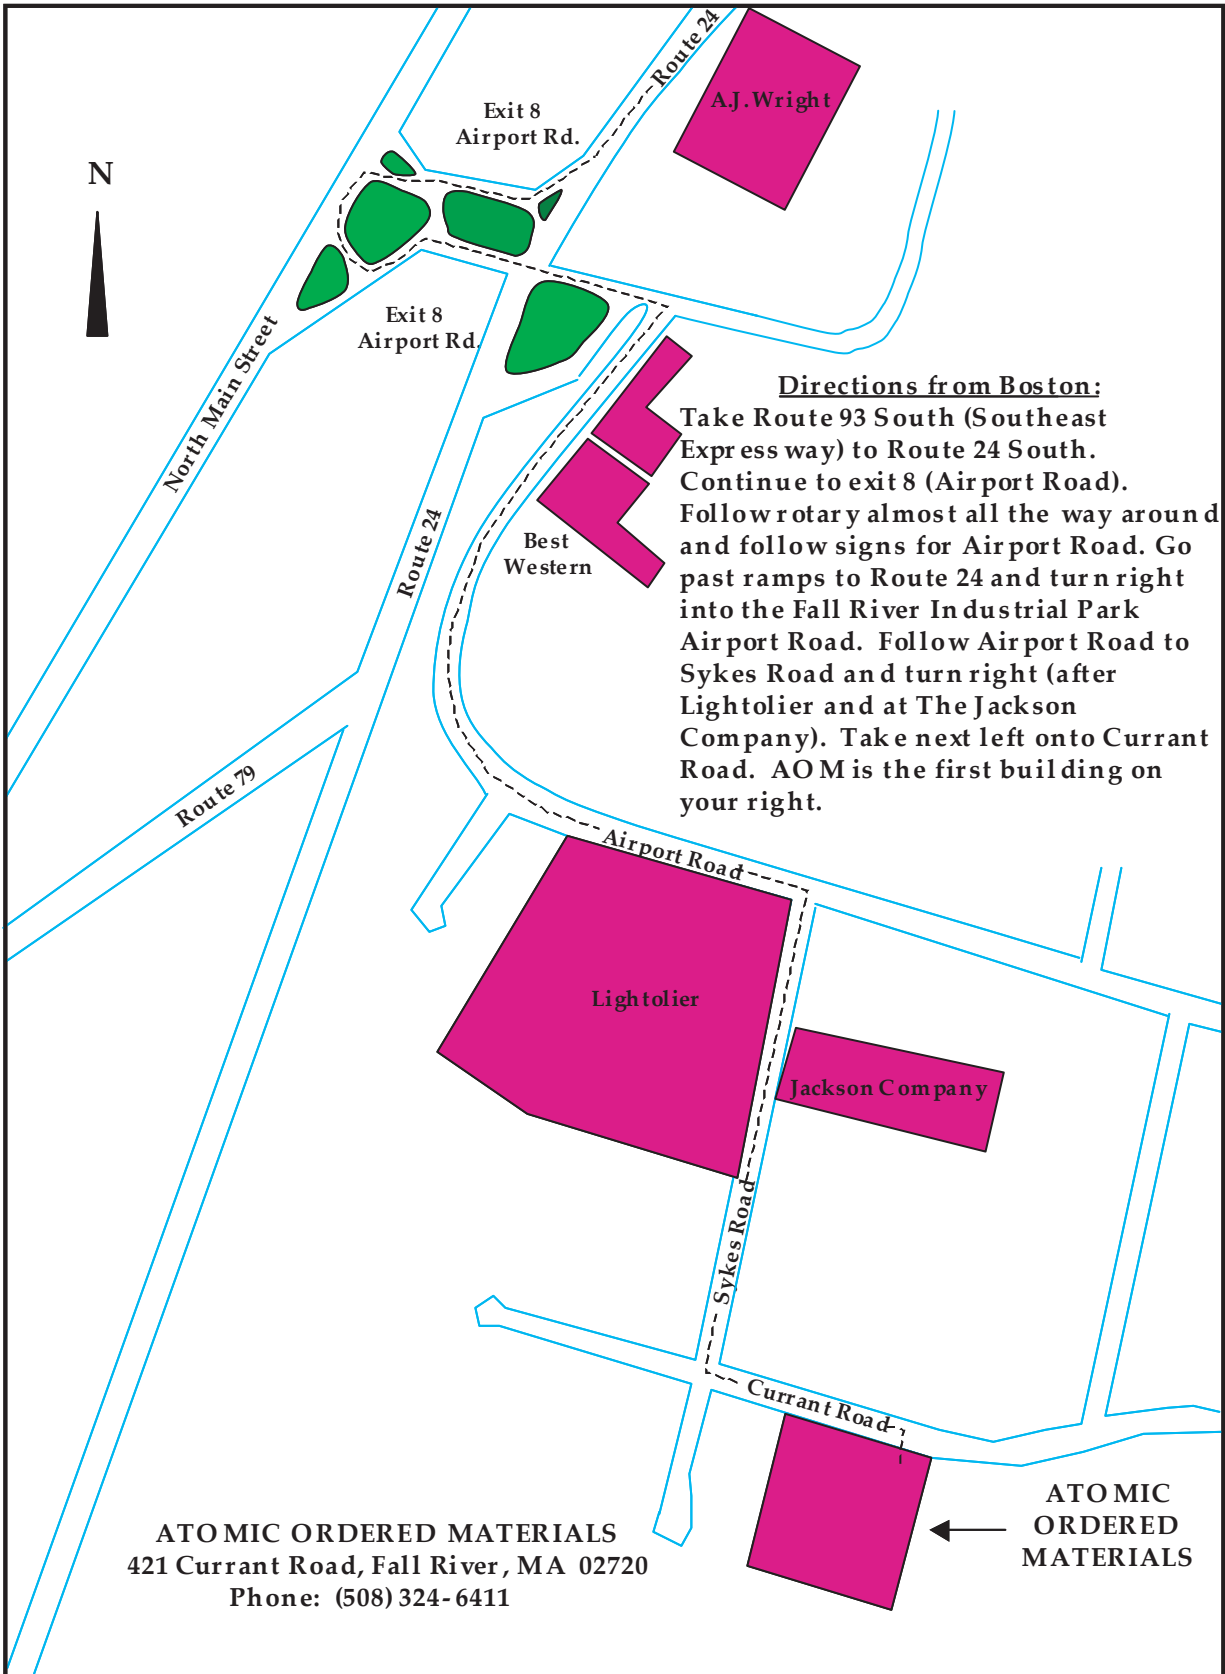 Route 24
A.J. Wright
Exit 8
Airport Rd.
N
Exit 8
Airport Rd.
North Main Street
Directions from Boston:
Take Route 93 South (Southeast
Expressway) to Route 24 South.
Continue to exit 8 (Airport Road).
Follow rotary almost all the way around
and follow signs for Airport Road. Go
past ramps to Route 24 and turn right
into the Fall River Industrial Park
Airport Road. Follow Airport Road to
Sykes Road and turn right (after
Lightolier and at The Jackson
Company). Take next left onto Currant
Road. AOM is the first building on
your right.
Route 24
Best
Western
Route 79
Airport Road
Lightolier
Jackson Company
Sykes Road
Currant Road
ATOMIC
ORDERED
MATERIALS
ATOMIC ORDERED MATERIALS
421 Currant Road, Fall River, MA 02720
Phone: (508) 324-6411